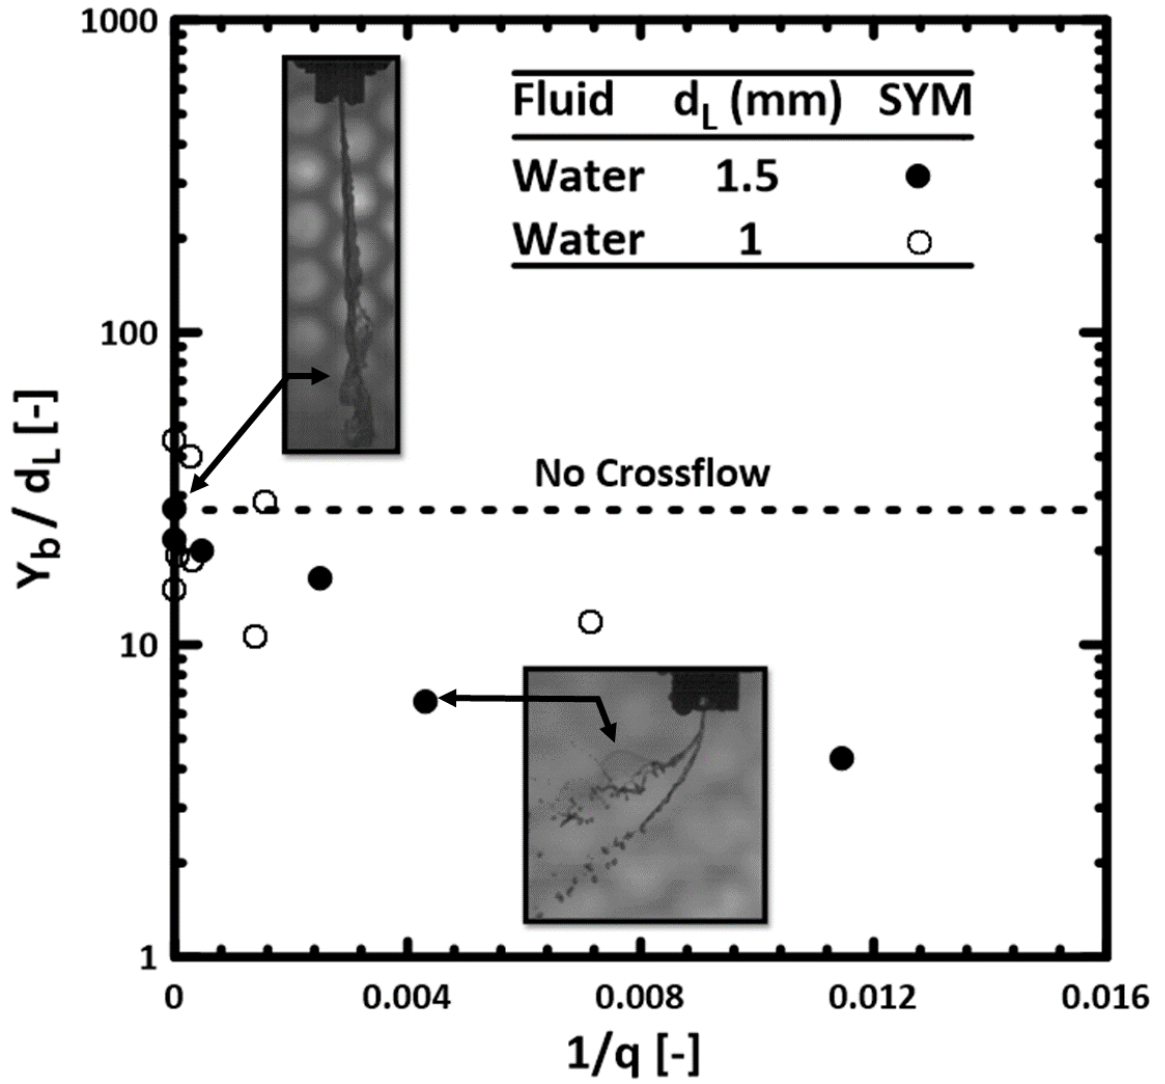 1000
Fluid d_L (mm) SYM
Water 1.5 ●
Water 1 ○
100
No Crossflow
Y_b / d_L [-]
10
1
0 0.004 0.008 0.012 0.016
1/q [-]